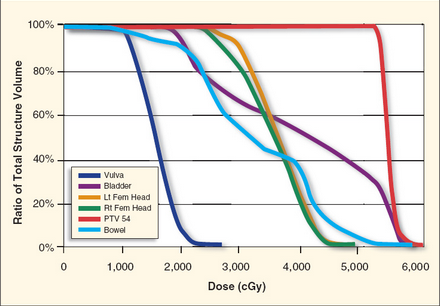 100%
80%
60%
40%
20%
0%
Ratio of Total Structure Volume
Vulva
Bladder
Lt Fem Head
Rt Fem Head
PTV 54
Bowel
0 1,000 2,000 3,000 4,000 5,000 6,000
Dose (cGy)